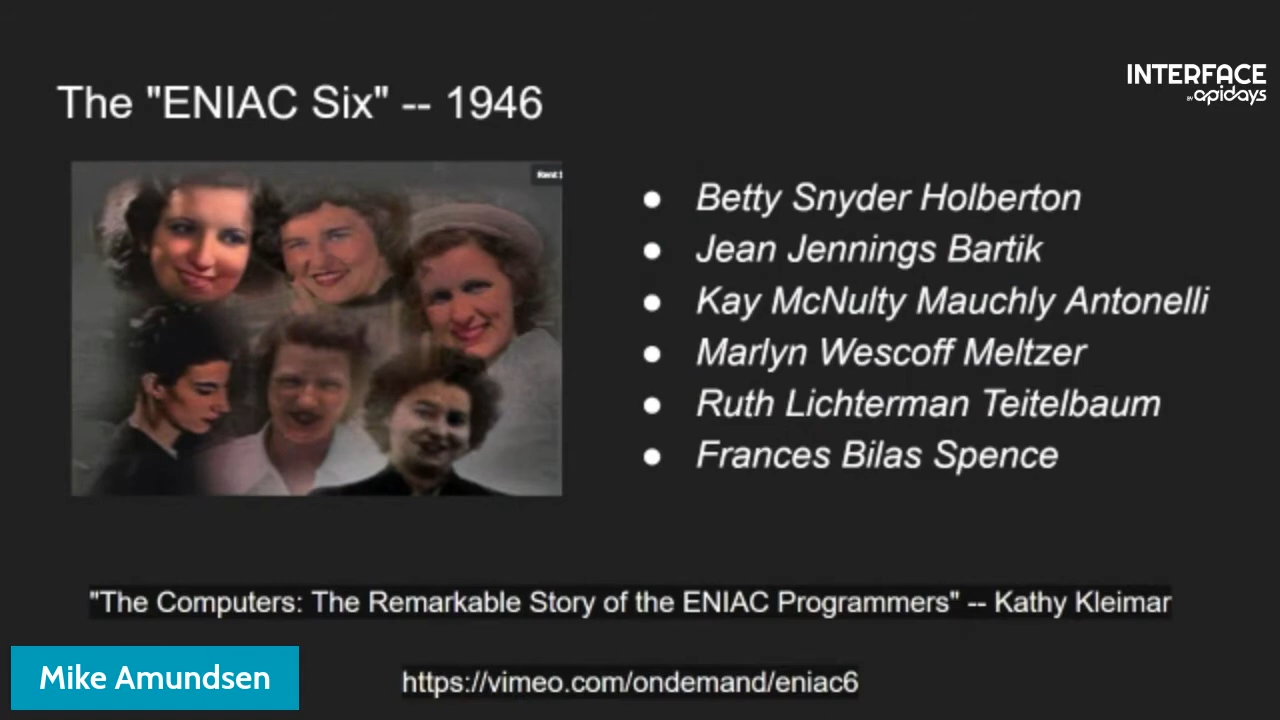 The "ENIAC Six" -- 1946
INTERFACE
BY apidays
● Betty Snyder Holberton
● Jean Jennings Bartik
● Kay McNulty Mauchly Antonelli
● Marlyn Wescoff Meltzer
● Ruth Lichterman Teitelbaum
● Frances Bilas Spence
"The Computers: The Remarkable Story of the ENIAC Programmers" -- Kathy Kleimar
Mike Amundsen
https://vimeo.com/ondemand/eniac6